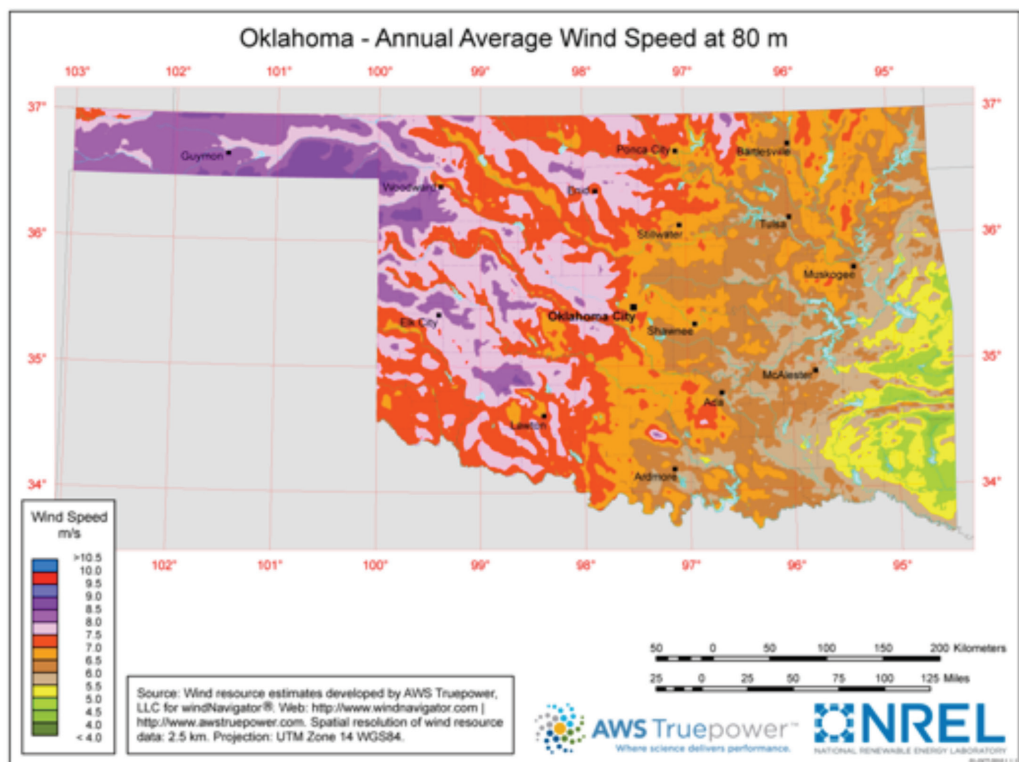 Oklahoma - Annual Average Wind Speed at 80 m
103° 102° 101° 100° 99° 98° 97° 96° 95°
37° 37°
Ponca City
Bartlesville
Guymon
Woodward
Enid
Tulsa
36° 36°
Stillwater
Muskogee
Oklahoma City
Elk City
Shawnee
35° 35°
McAlester
Ada
Lawton
Ardmore
34° 34°
102° 101° 100° 99° 98° 97° 96° 95°
Wind Speed
m/s
>10.5
10.0
9.5
9.0
8.5
8.0
7.5
7.0
6.5
6.0
5.5
5.0
4.5
4.0
< 4.0
Source: Wind resource estimates developed by AWS Truepower,
LLC for windNavigator®. Web: http://www.windnavigator.com |
http://www.awstruepower.com. Spatial resolution of wind resource
data: 2.5 km. Projection: UTM Zone 14 WGS84.
50 0 50 100 150 200 Kilometers
25 0 25 50 75 100 125 Miles
AWS Truepower™
Where science delivers performance.
NREL
NATIONAL RENEWABLE ENERGY LABORATORY